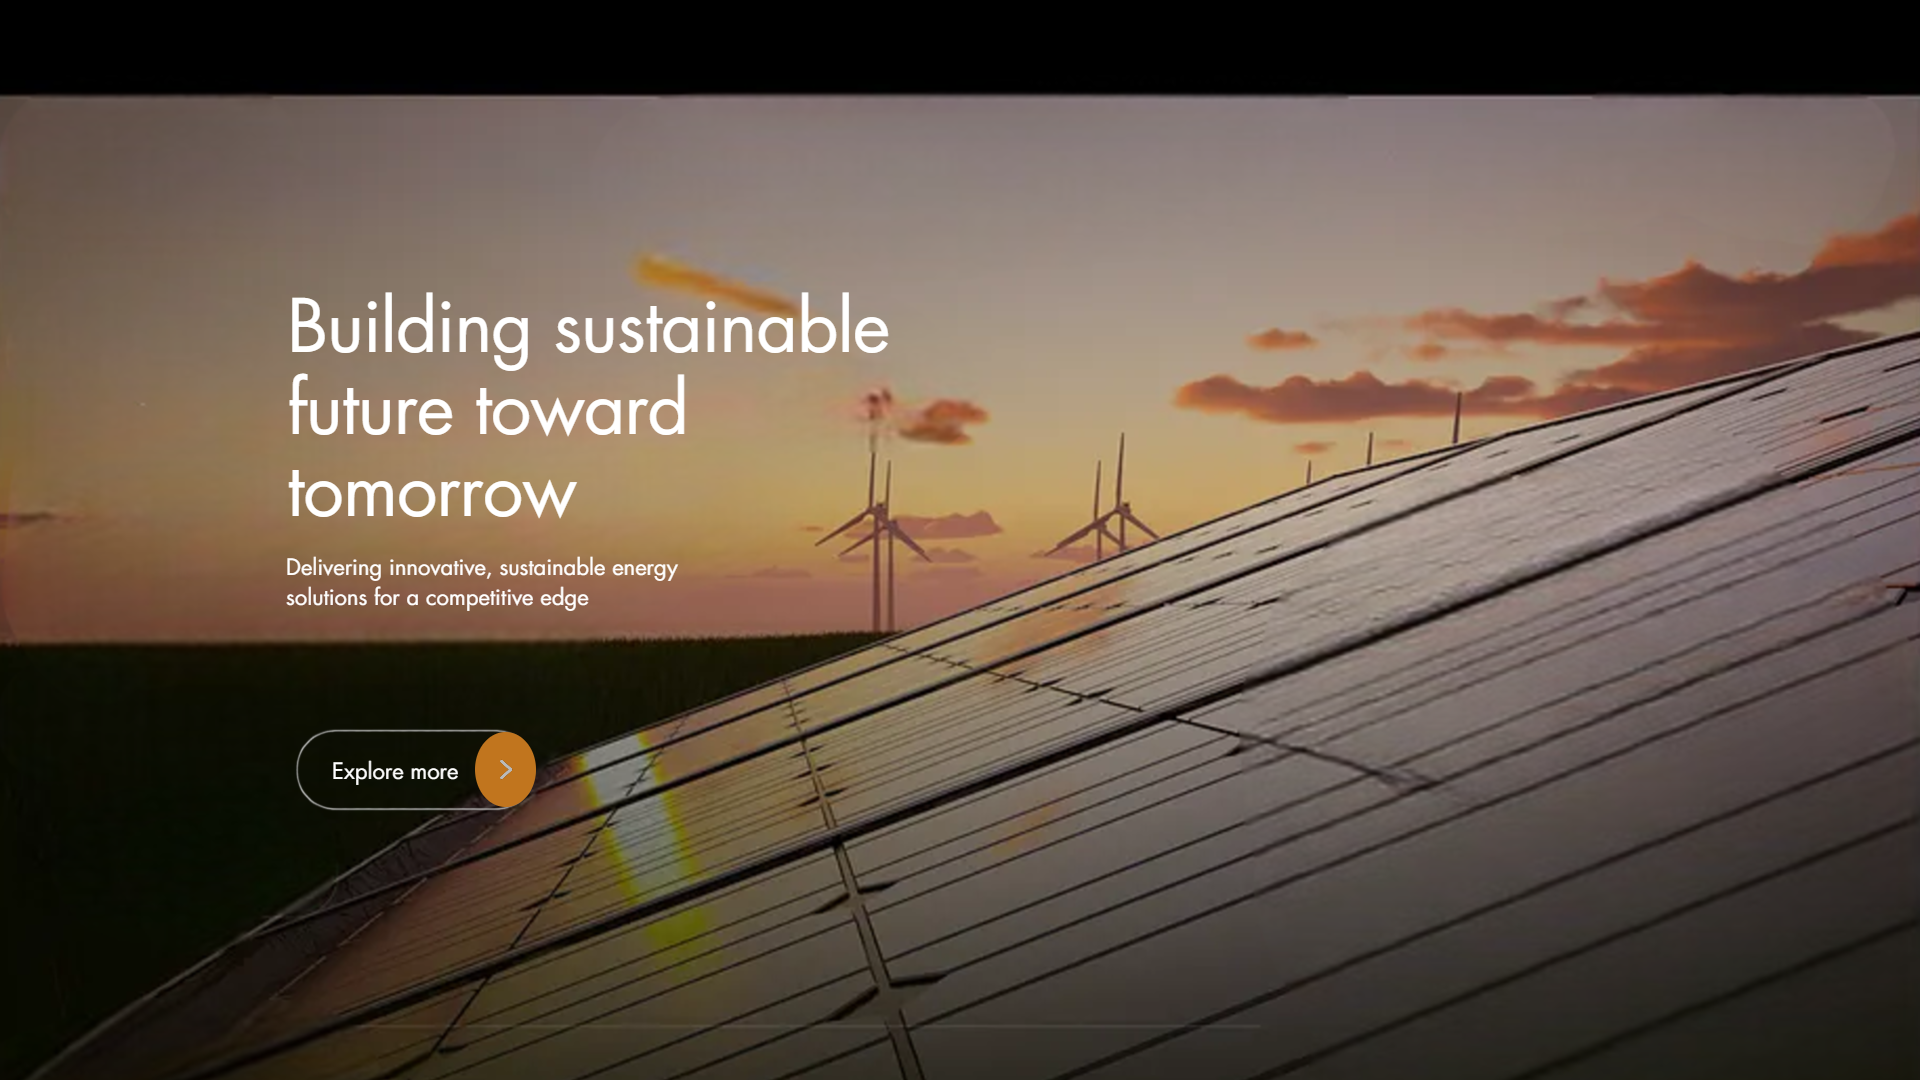 Building sustainable
future toward
tomorrow
Delivering innovative, sustainable energy
solutions for a competitive edge
Explore more